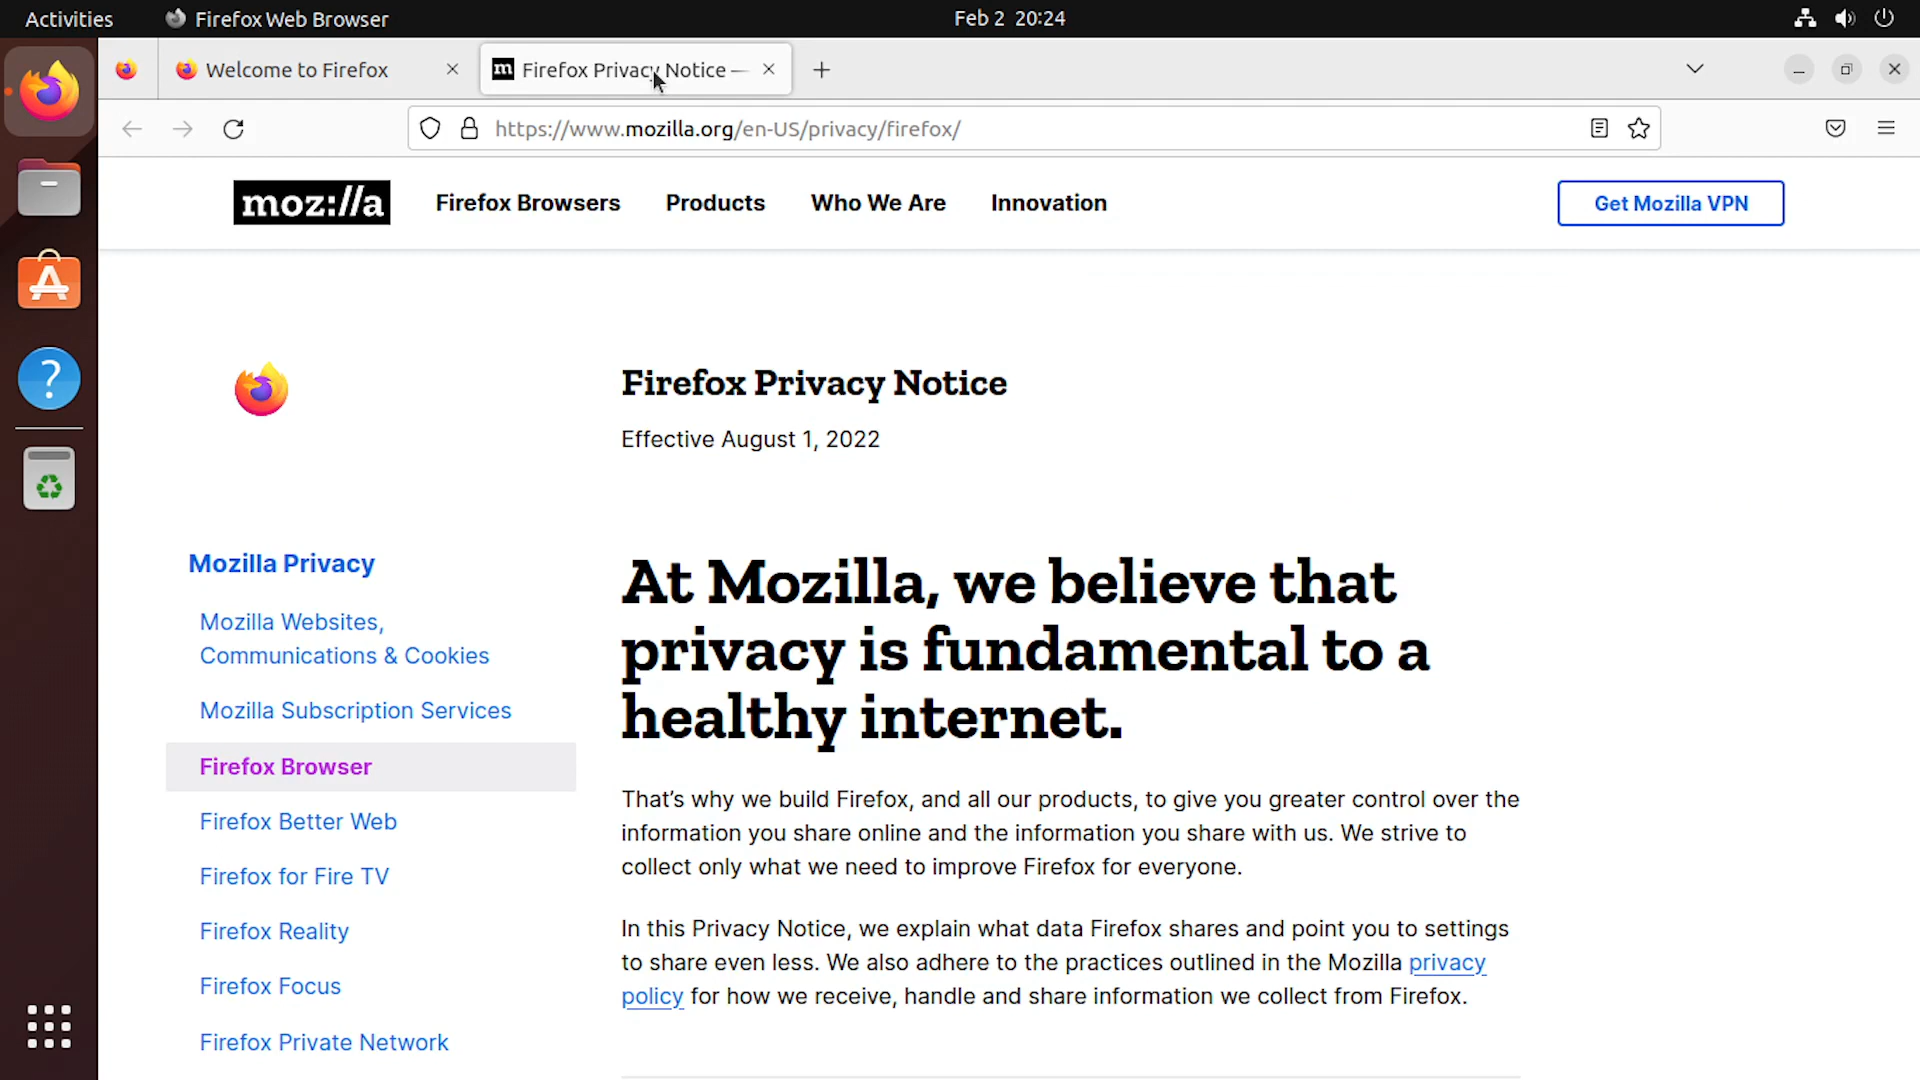 Activities
Firefox Web Browser
Feb 2 20:24
Welcome to Firefox
Firefox Privacy Notice —
https://www.mozilla.org/en-US/privacy/firefox/
moz://a
Firefox Browsers
Products
Who We Are
Innovation
Get Mozilla VPN
Firefox Privacy Notice
Effective August 1, 2022
Mozilla Privacy
Mozilla Websites,
Communications & Cookies
Mozilla Subscription Services
Firefox Browser
Firefox Better Web
Firefox for Fire TV
Firefox Reality
Firefox Focus
Firefox Private Network
At Mozilla, we believe that
privacy is fundamental to a
healthy internet.
That’s why we build Firefox, and all our products, to give you greater control over the
information you share online and the information you share with us. We strive to
collect only what we need to improve Firefox for everyone.
In this Privacy Notice, we explain what data Firefox shares and point you to settings
to share even less. We also adhere to the practices outlined in the Mozilla privacy
policy for how we receive, handle and share information we collect from Firefox.